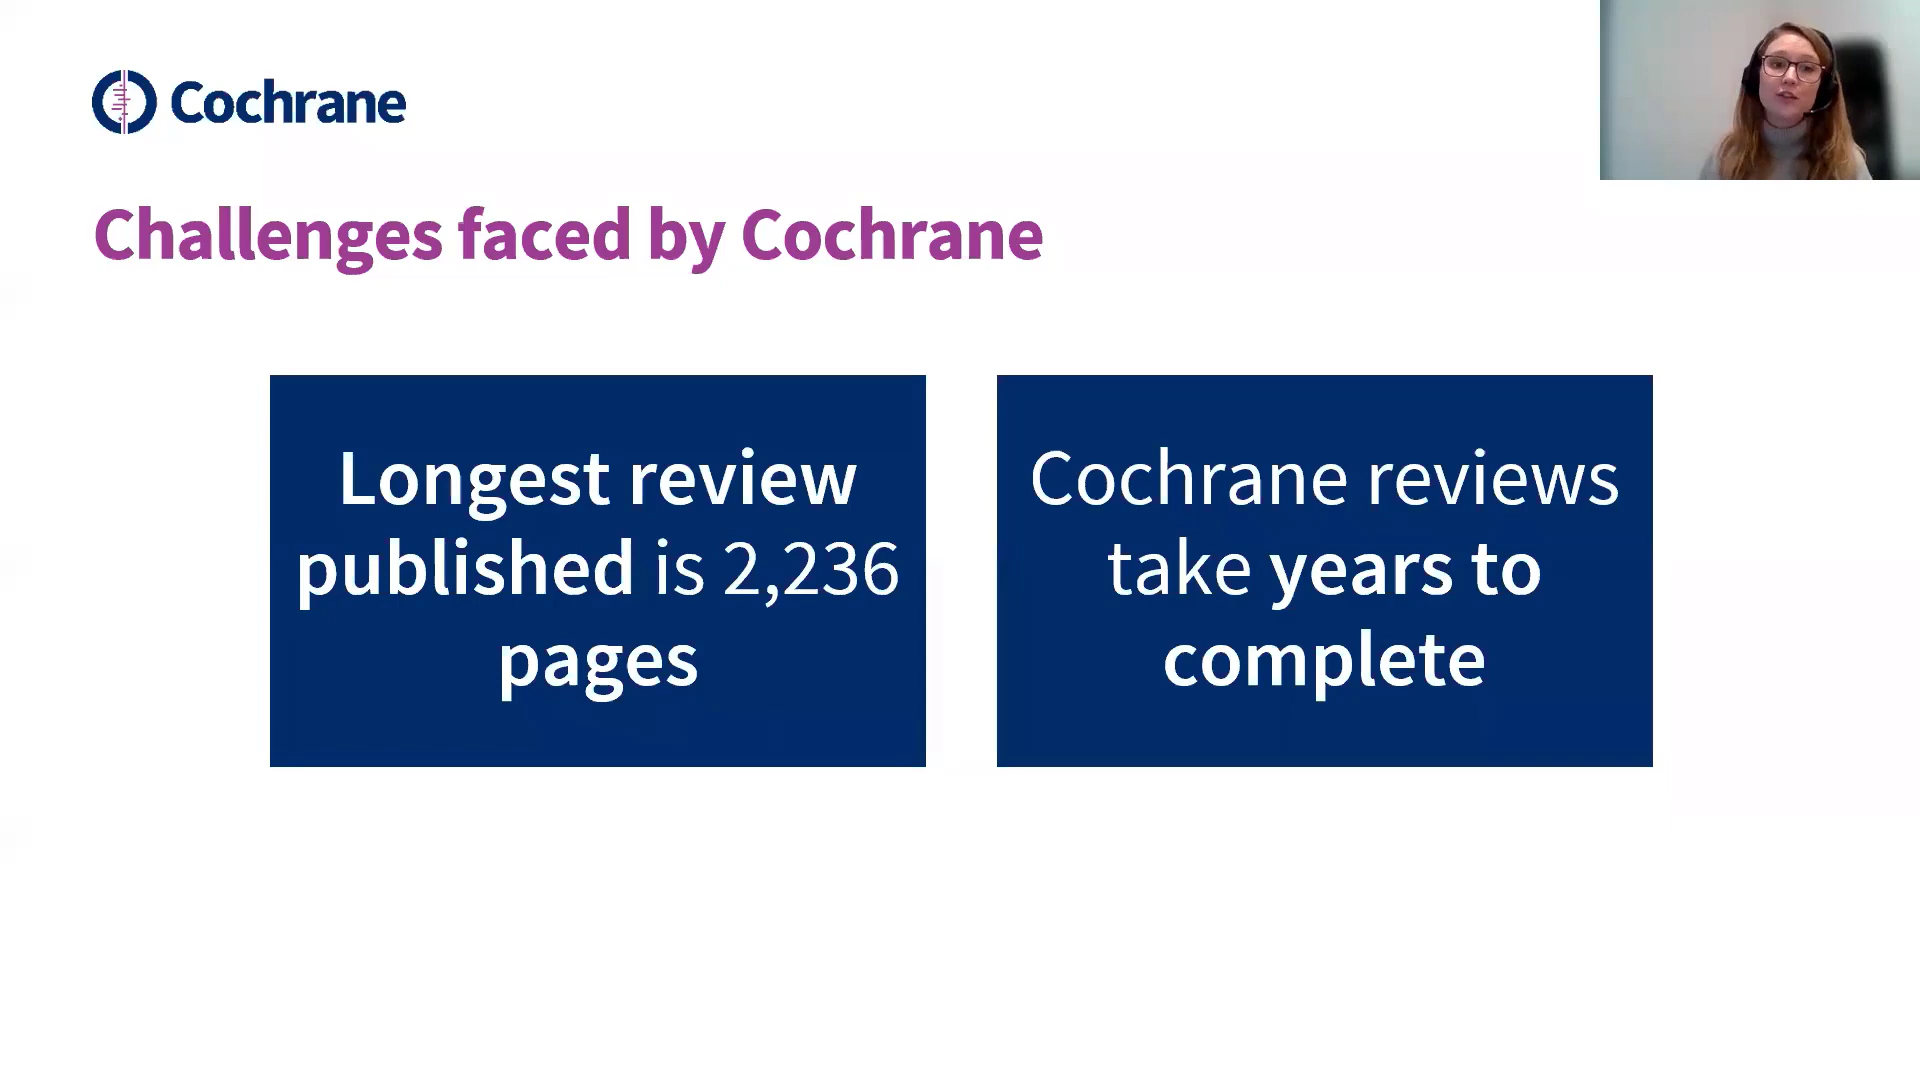 Cochrane
Challenges faced by Cochrane
Longest review
published is 2,236
pages
Cochrane reviews
take years to
complete